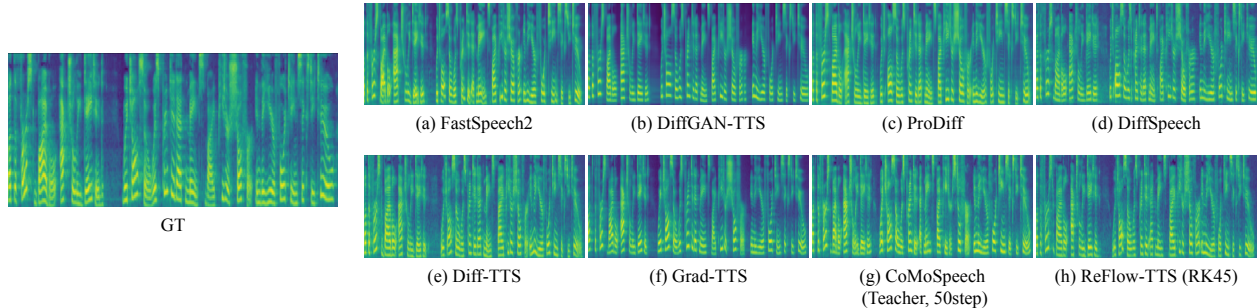 (a) FastSpeech2
(b) DiffGAN-TTS
(c) ProDiff
(d) DiffSpeech
GT
(e) Diff-TTS
(f) Grad-TTS
(g) CoMoSpeech
(Teacher, 50step)
(h) ReFlow-TTS (RK45)